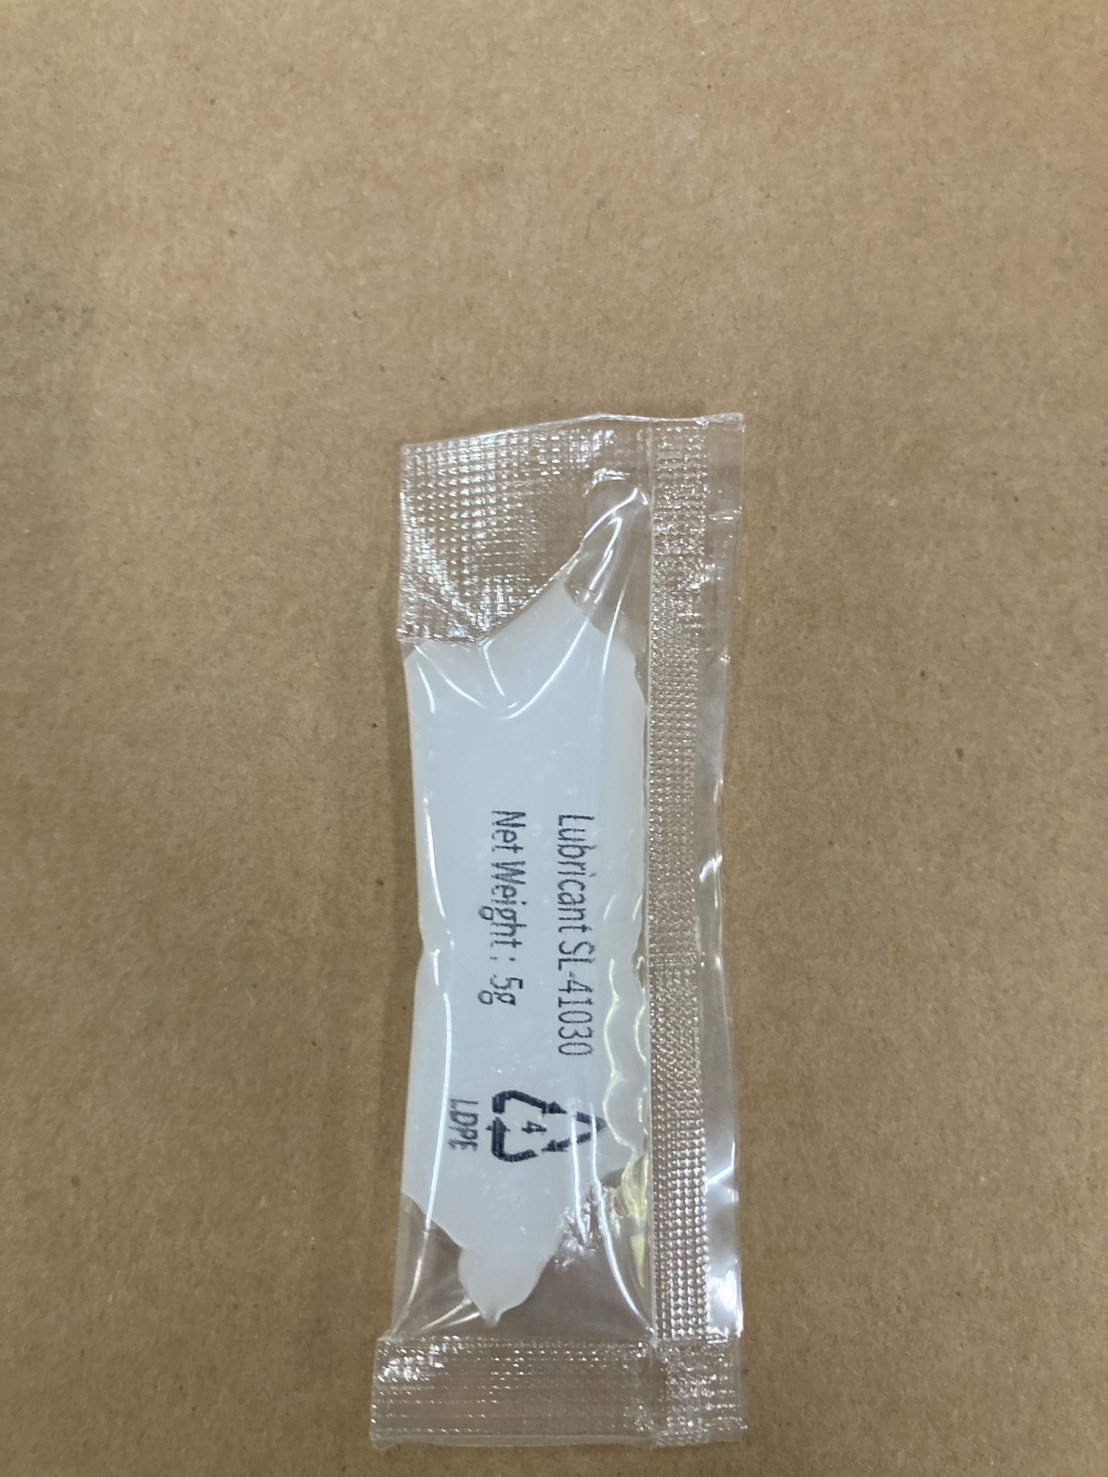 Lubricant SL-41030
Net Weight : 5g
4
LDPE